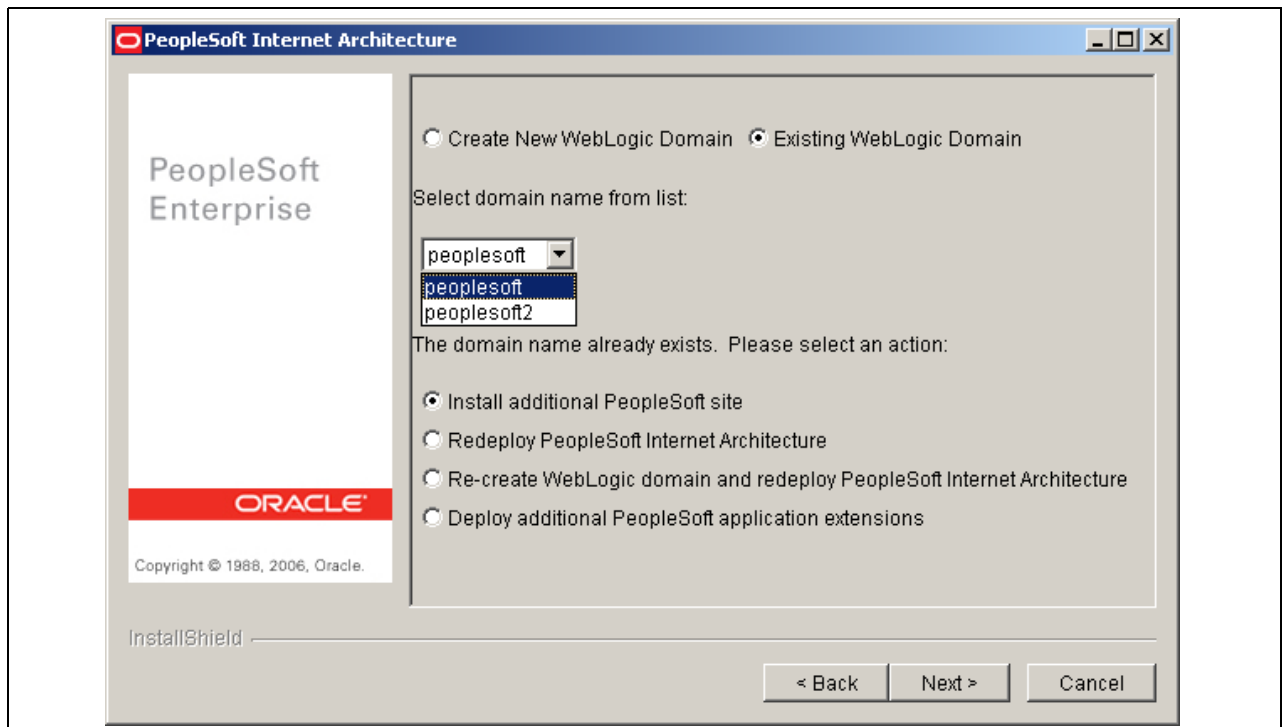 PeopleSoft Internet Architecture
PeopleSoft
Enterprise
ORACLE
Copyright © 1988, 2006, Oracle.
Create New WebLogic Domain Existing WebLogic Domain
Select domain name from list:
peoplesoft
peoplesoft
peoplesoft2
The domain name already exists. Please select an action:
Install additional PeopleSoft site
Redeploy PeopleSoft Internet Architecture
Re-create WebLogic domain and redeploy PeopleSoft Internet Architecture
Deploy additional PeopleSoft application extensions
InstallShield
< Back Next > Cancel